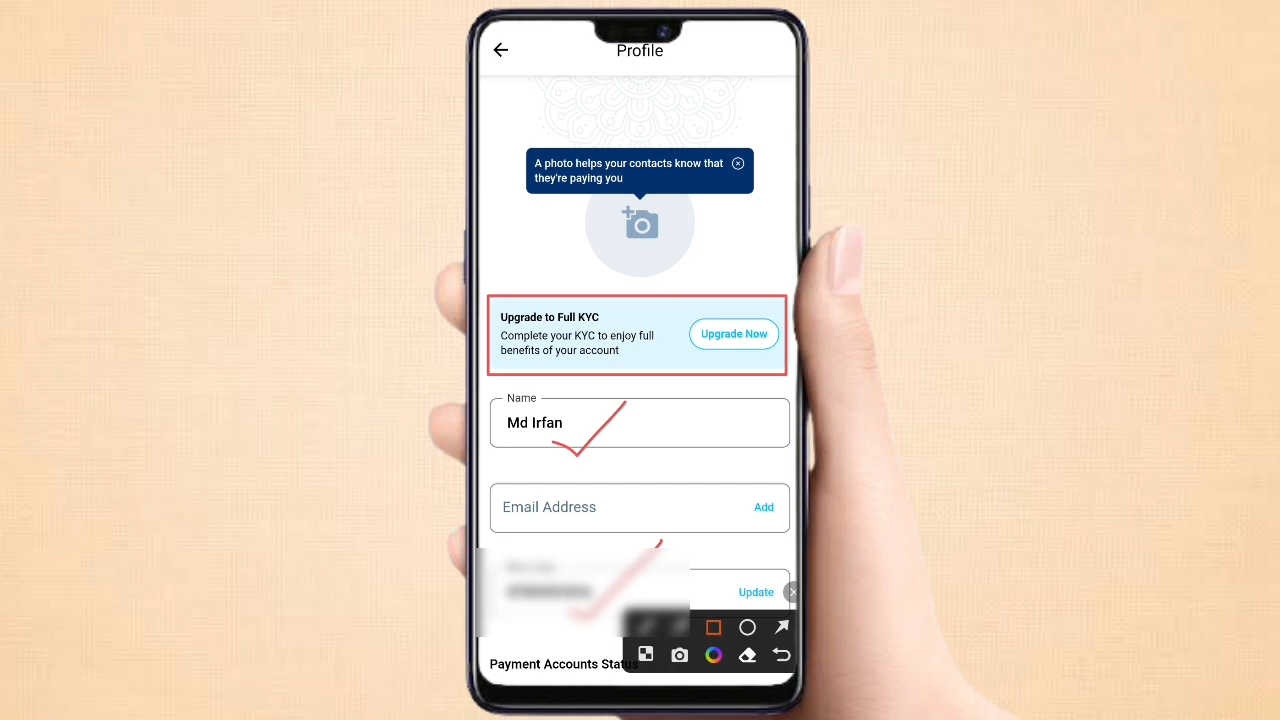 Profile
A photo helps your contacts know that
they're paying you
Upgrade to Full KYC
Complete your KYC to enjoy full
benefits of your account
Upgrade Now
Name
Md Irfan
Email Address
Add
Update
Payment Accounts Status